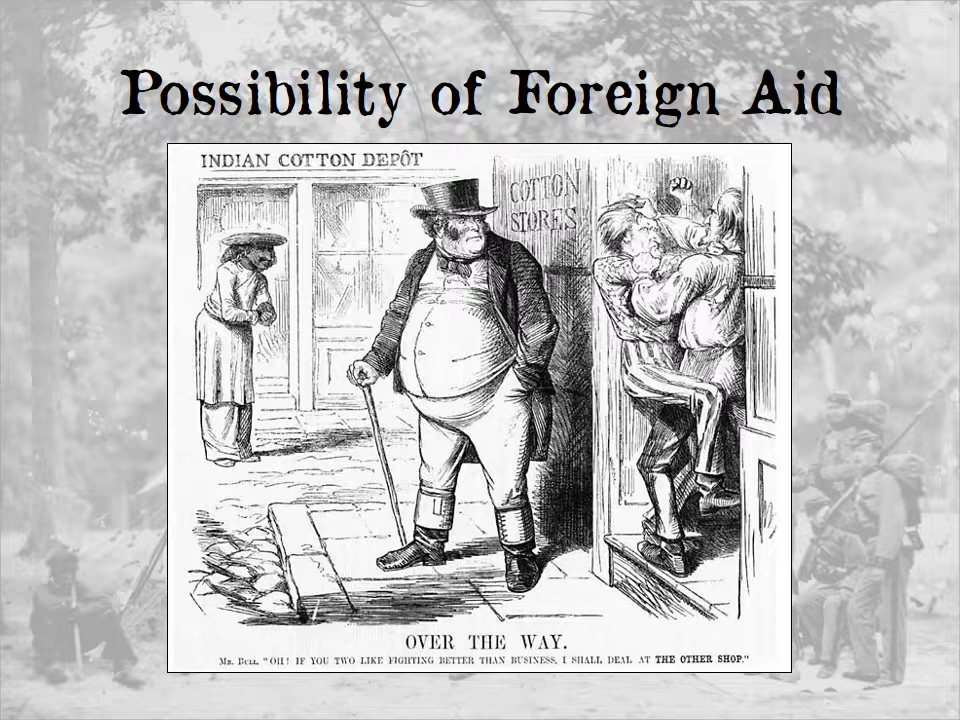 Possibility of Foreign Aid
INDIAN COTTON DEPÔT
COTTON
STORES
OVER THE WAY.
Mr. Bull. "OH! IF YOU TWO LIKE FIGHTING BETTER THAN BUSINESS, I SHALL DEAL AT THE OTHER SHOP."